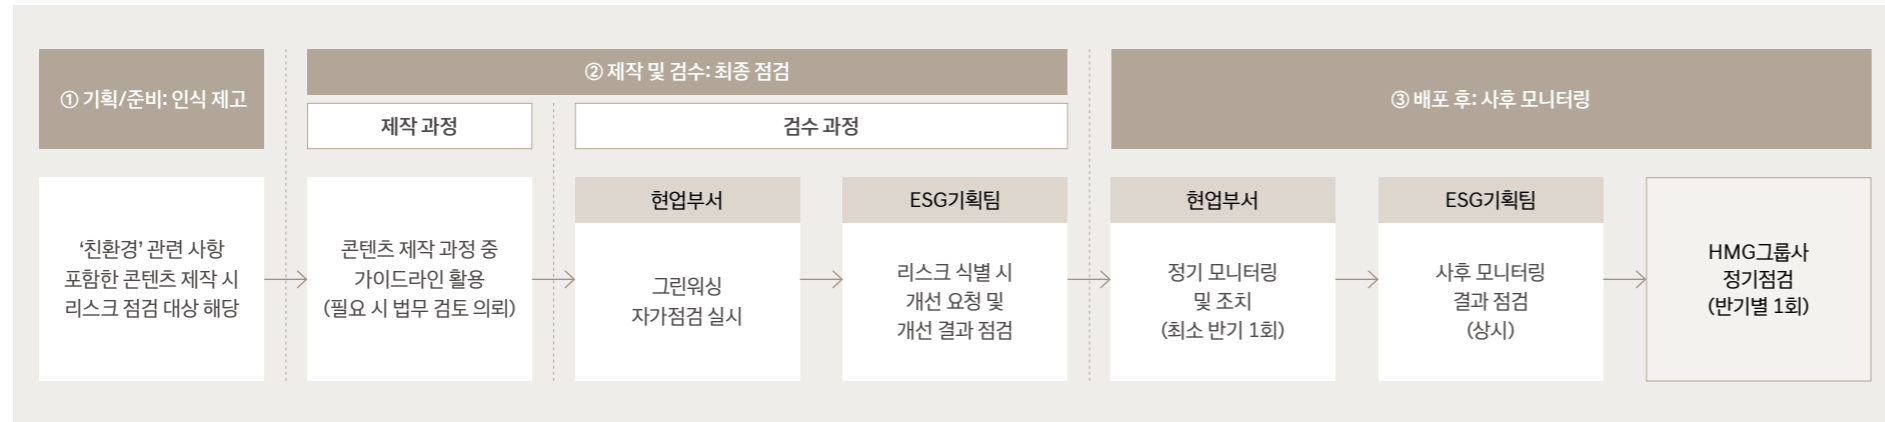 ① 기획/준비: 인식 제고
② 제작 및 검수: 최종 점검
③ 배포 후: 사후 모니터링
제작 과정
검수 과정
‘친환경’ 관련 사항
포함한 콘텐츠 제작 시
리스크 점검 대상 해당
콘텐츠 제작 과정 중
가이드라인 활용
(필요 시 법무 검토 의뢰)
현업부서
그린워싱
자가점검 실시
ESG기획팀
리스크 식별 시
개선 요청 및
개선 결과 점검
현업부서
정기 모니터링
및 조치
(최소 반기 1회)
ESG기획팀
사후 모니터링
결과 점검
(상시)
HMG그룹사
정기점검
(반기별 1회)